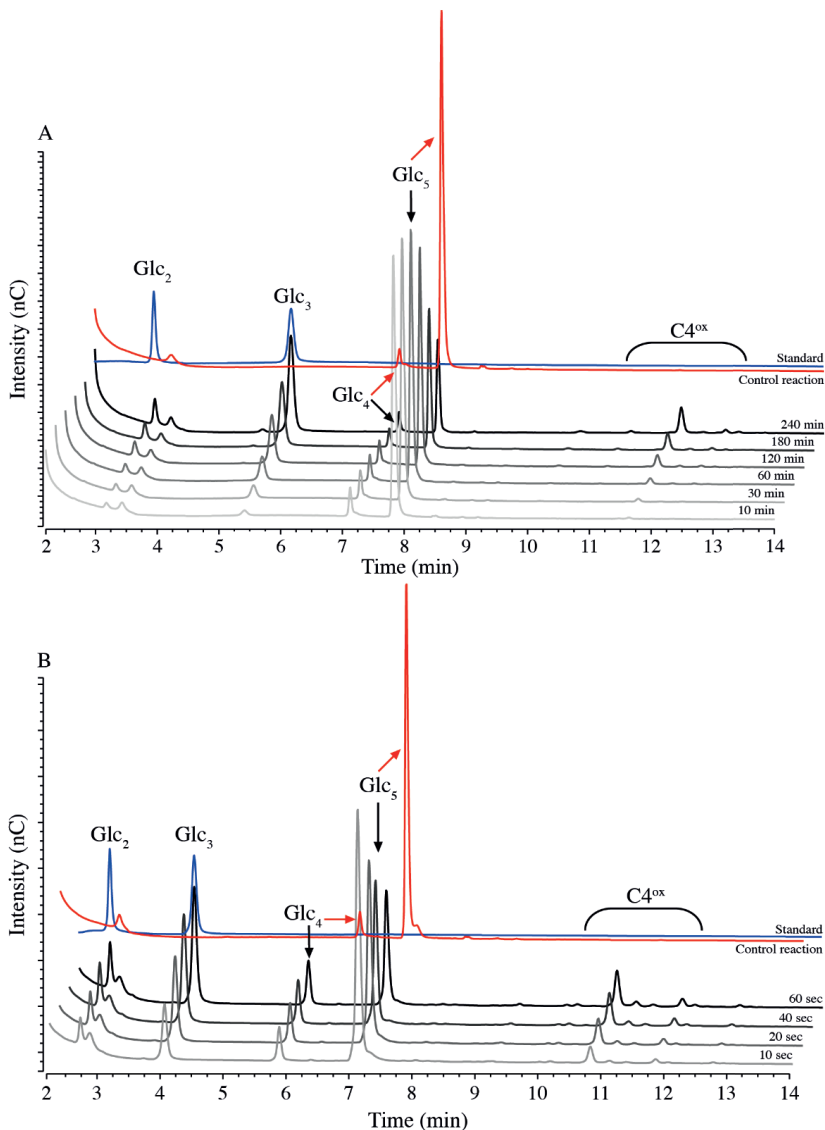 A
Glc₅
Glc₂
Glc₃
C4ᵒˣ
Standard
Control reaction
Glc₄
240 min
180 min
120 min
60 min
30 min
10 min
Intensity (nC)
2 3 4 5 6 7 8 9 10 11 12 13 14
Time (min)
B
Glc₅
Glc₂ Glc₃
C4ᵒˣ
Glc₄
Standard
Control reaction
60 sec
40 sec
20 sec
10 sec
Intensity (nC)
2 3 4 5 6 7 8 9 10 11 12 13 14
Time (min)